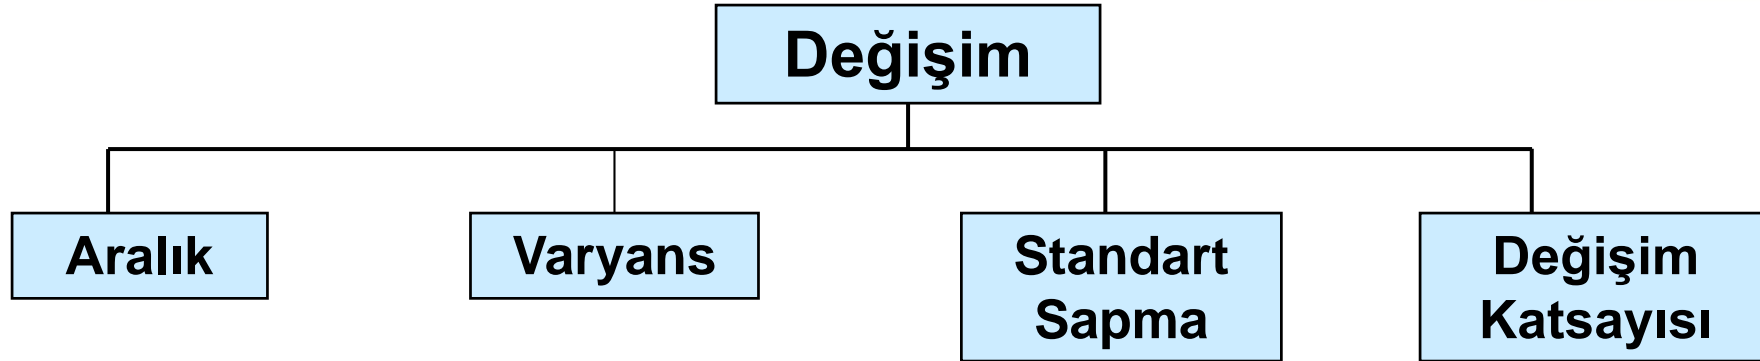 Değişim
Aralık
Varyans
Standart
Sapma
Değişim
Katsayısı